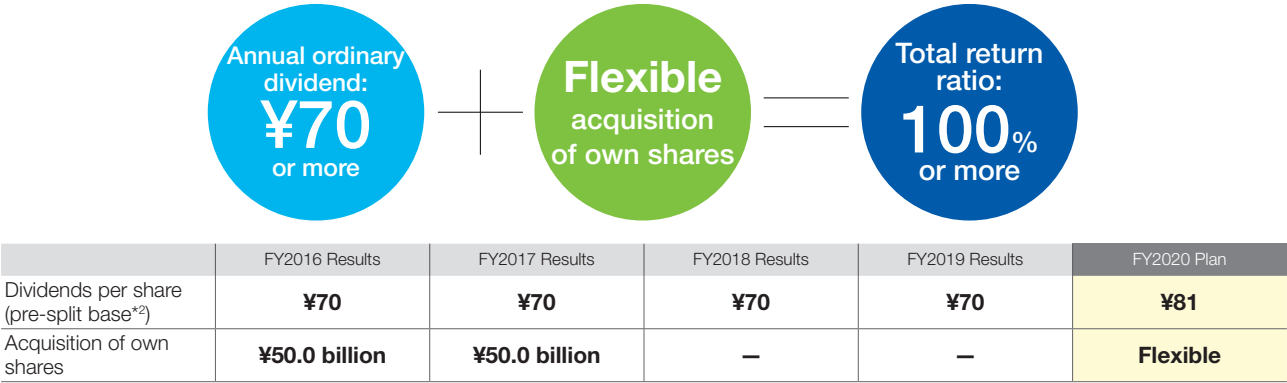 Annual ordinary
dividend:
¥70
or more
Flexible
acquisition
of own shares
Total return
ratio:
100%
or more
FY2016 Results FY2017 Results FY2018 Results FY2019 Results FY2020 Plan
Dividends per share
(pre-split base*2) ¥70 ¥70 ¥70 ¥70 ¥81
Acquisition of own
shares ¥50.0 billion ¥50.0 billion — — Flexible